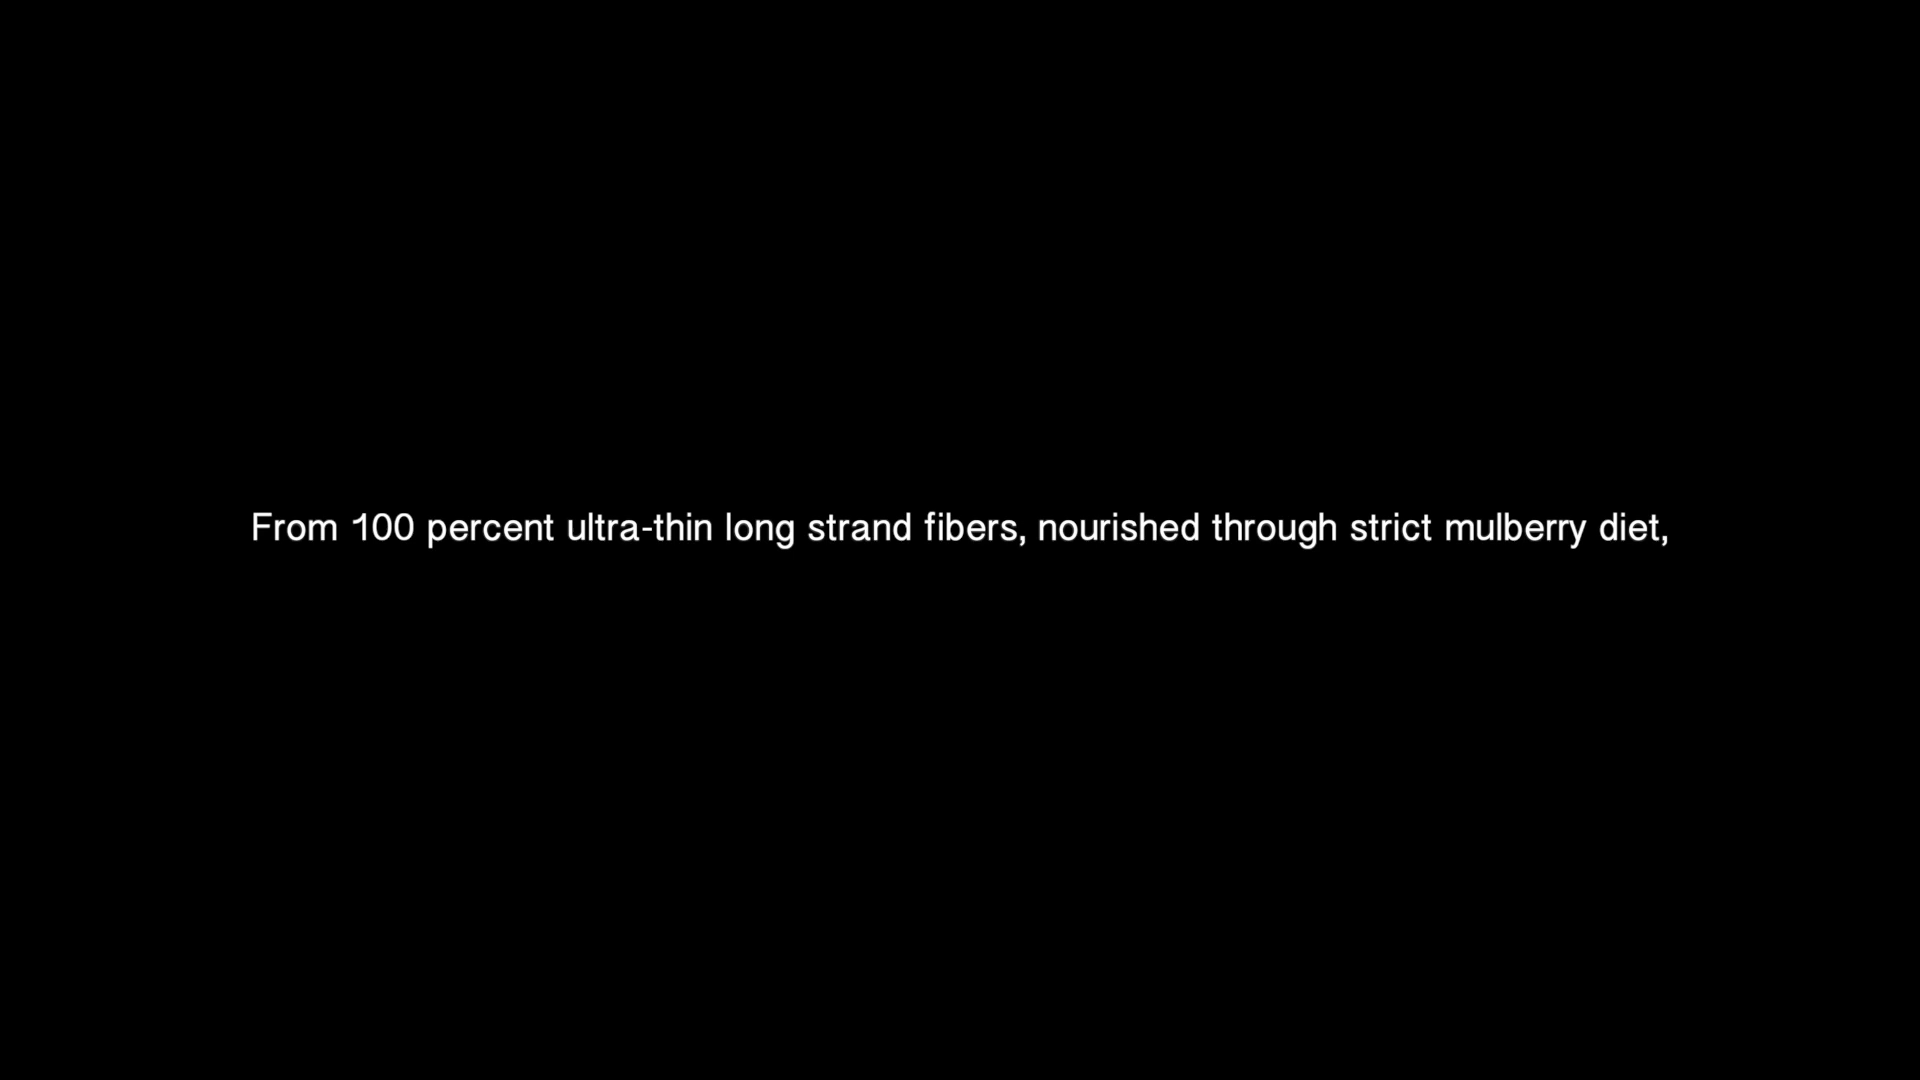 From 100 percent ultra-thin long strand fibers, nourished through strict mulberry diet,